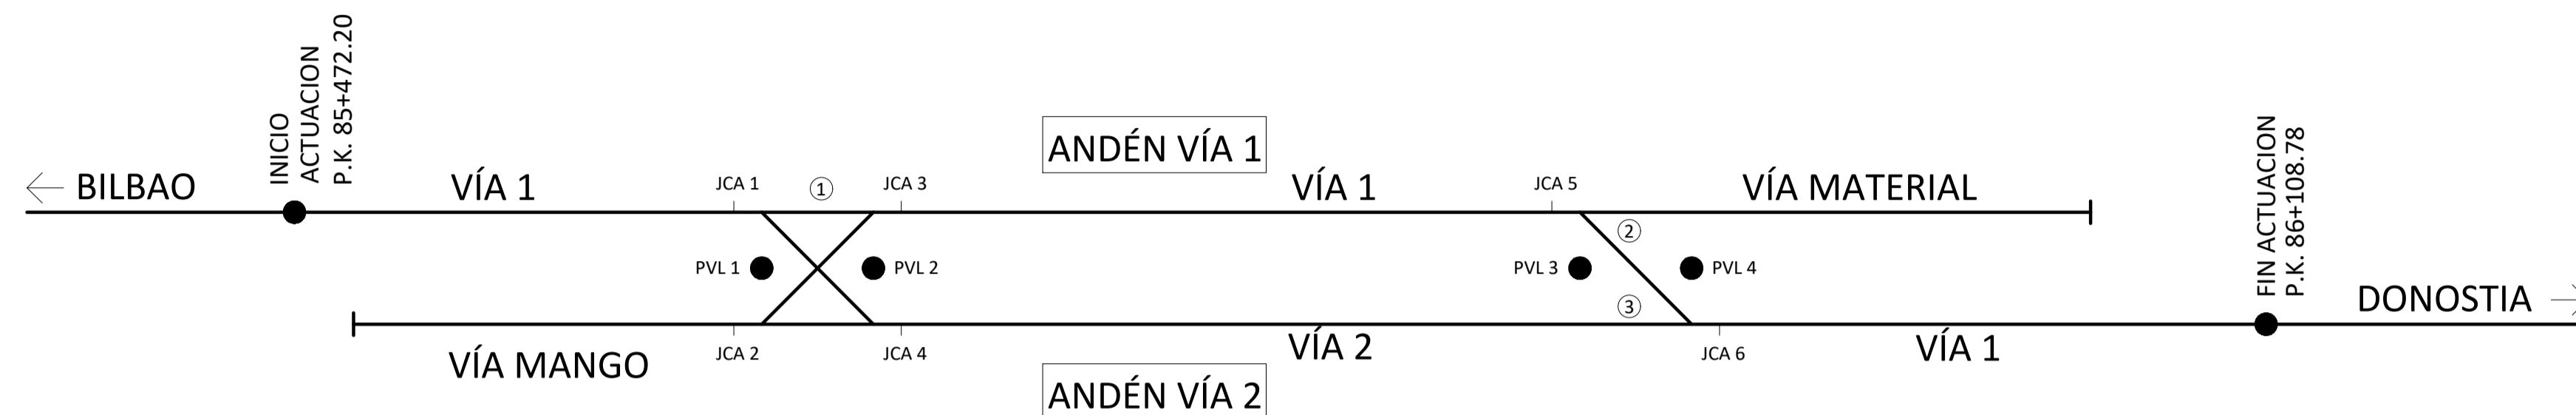 BILBAO
INICIO
ACTUACION
P.K. 85+472.20
VÍA 1
JCA 1
①
JCA 3
ANDÉN VÍA 1
VÍA 1
JCA 5
VÍA MATERIAL
FIN ACTUACION
P.K. 86+108.78
DONOSTIA
PVL 1
PVL 2
PVL 3
②
PVL 4
③
VÍA MANGO
JCA 2
JCA 4
VÍA 2
JCA 6
VÍA 1
ANDÉN VÍA 2